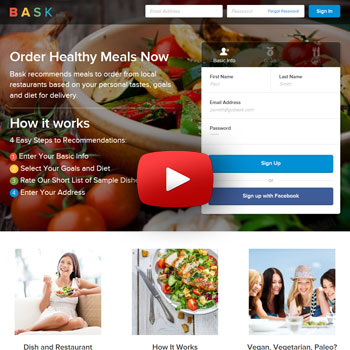 BASK
Email Address
Password
Forgot Password?
Sign In
Order Healthy Meals Now
Bask recommends meals to order from local
restaurants based on your personal tastes, goals
and diet for delivery.
How it works
4 Easy Steps to Recommendations:
1 Enter Your Basic Info
2 Select Your Goals and Diet
3 Rate Our Short List of Sample Dishe
4 Enter Your Address
Basic Info
First Name
Last Name
Paul
Smith
Email Address
Password
Sign Up
or
Sign up with Facebook
Dish and Restaurant
How It Works
Vegan, Vegetarian, Paleo?